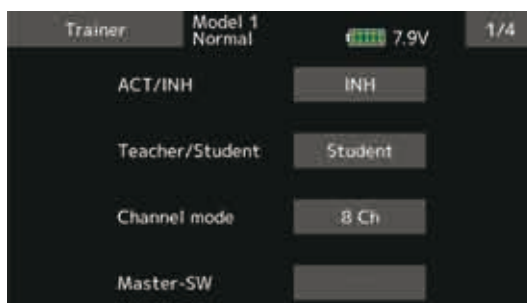 Trainer Model 1 Normal 7.9V 1/4
ACT/INH INH
Teacher/Student Student
Channel mode 8 Ch
Master-SW